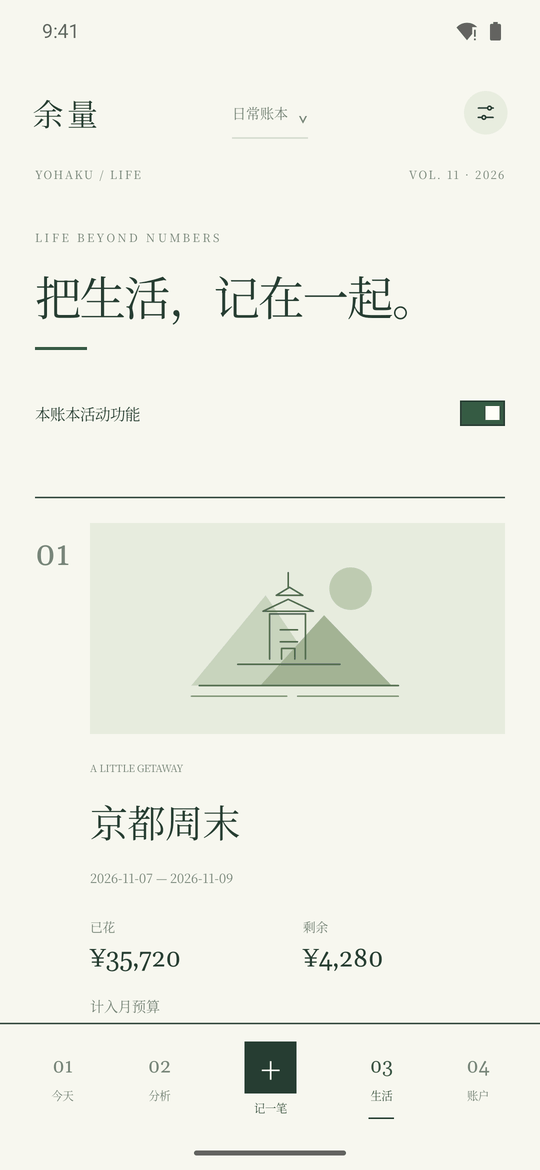 9:41
余量
日常账本
YOHAKU / LIFE
VOL. 11 · 2026
LIFE BEYOND NUMBERS
把生活，记在一起。
本账本活动功能
01
A LITTLE GETAWAY
京都周末
2026-11-07 — 2026-11-09
已花
剩余
¥35,720
¥4,280
计入月预算
01
今天
02
分析
记一笔
03
生活
04
账户